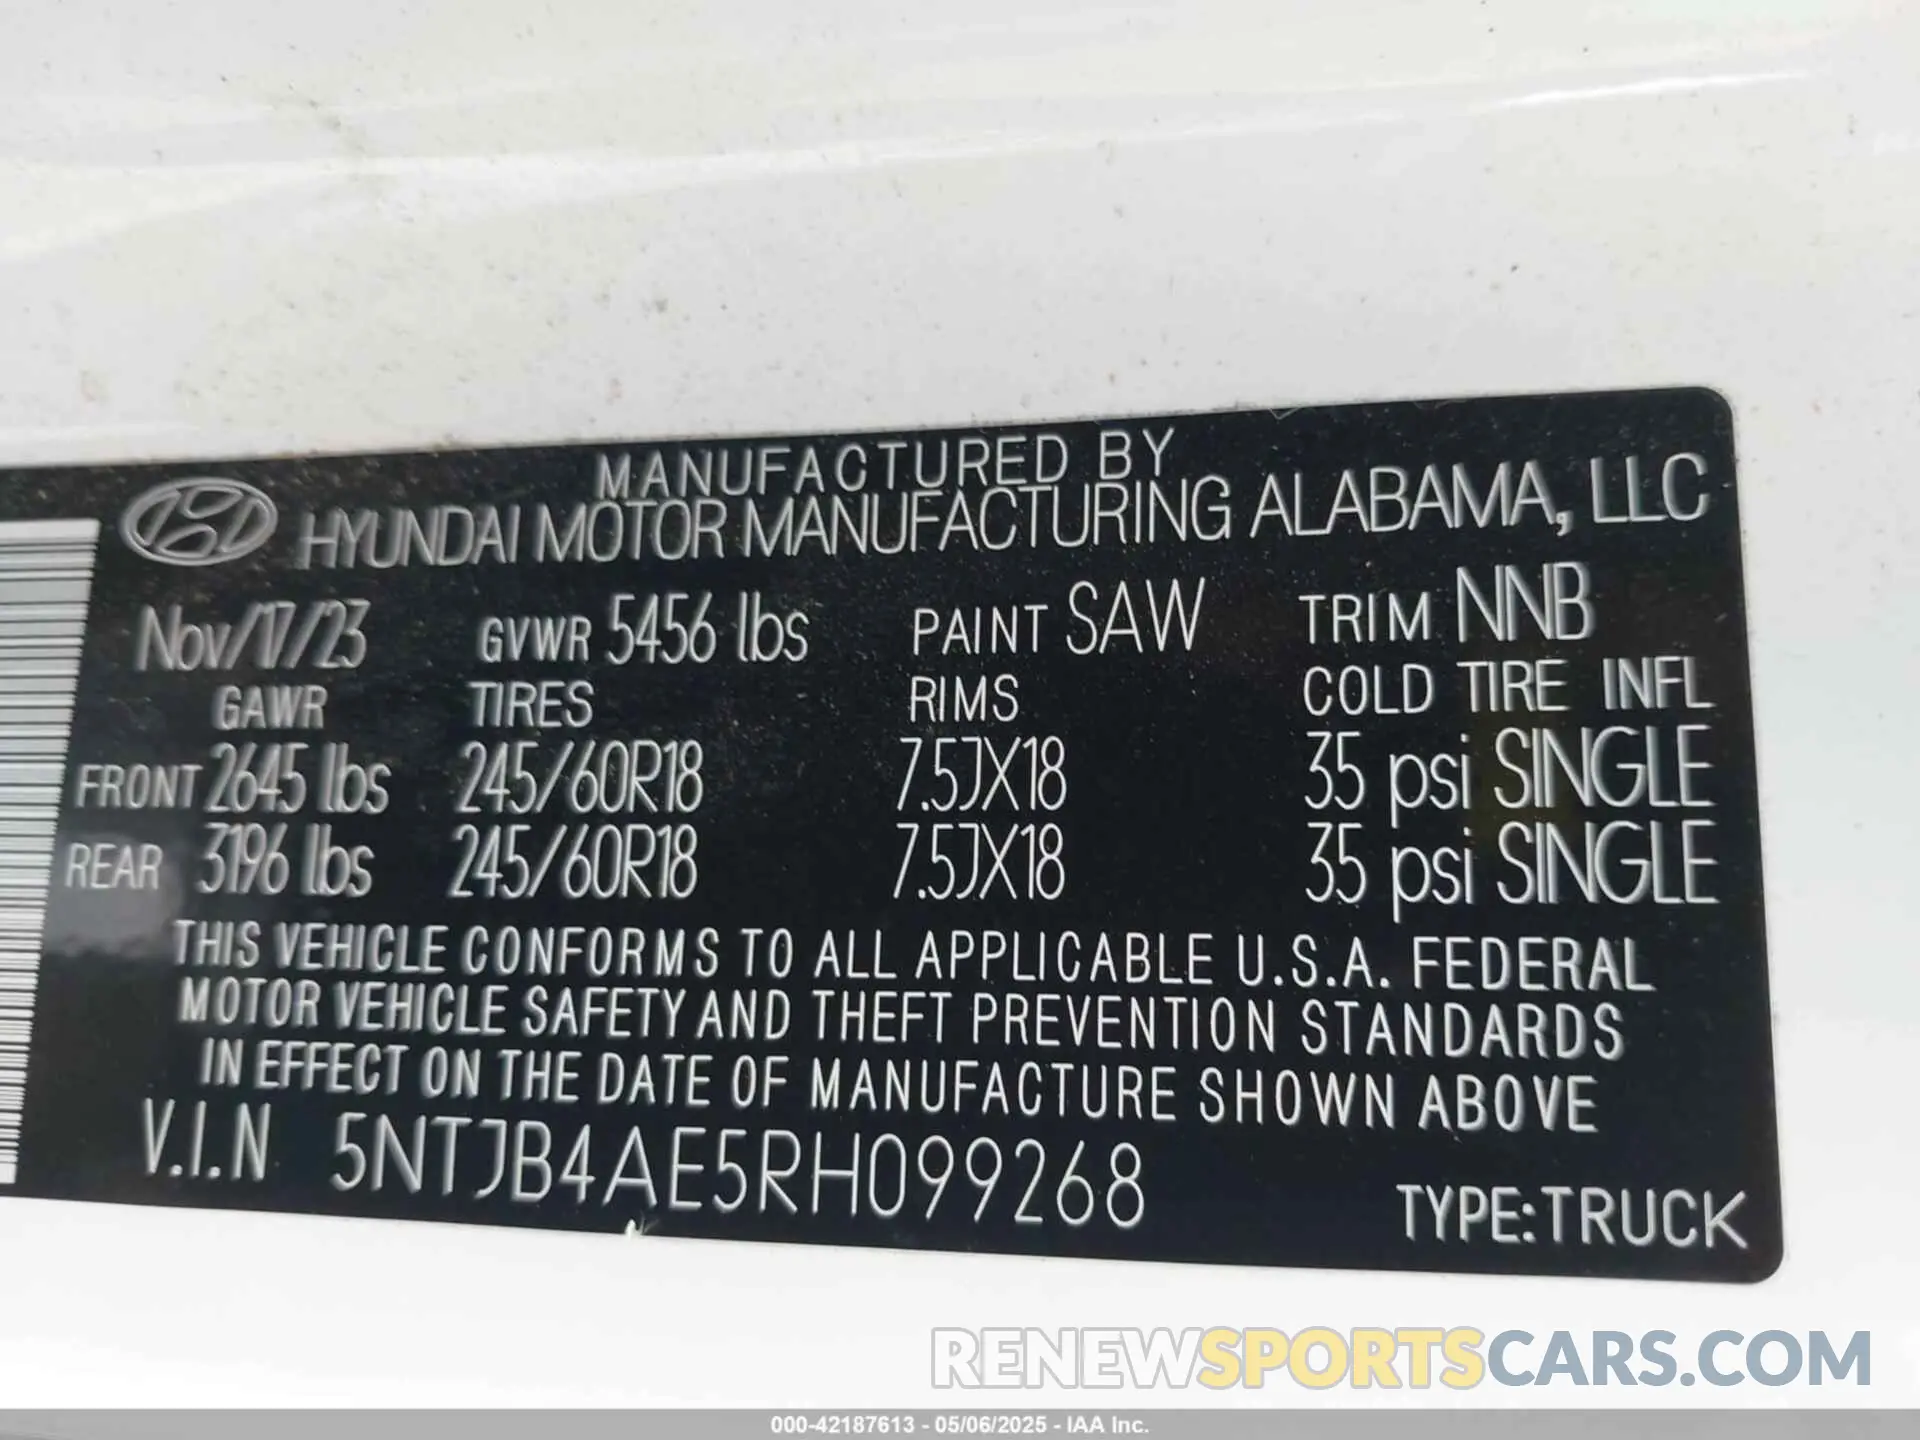 MANUFACTURED BY
HYUNDAI MOTOR MANUFACTURING ALABAMA, LLC
Nov/17/23 GVWR 5456 lbs PAINT SAW TRIM NNB
GAWR TIRES RIMS COLD TIRE INFL
FRONT 2645 lbs 245/60R18 7.5JX18 35 psi SINGLE
REAR 3196 lbs 245/60R18 7.5JX18 35 psi SINGLE
THIS VEHICLE CONFORMS TO ALL APPLICABLE U.S.A. FEDERAL
MOTOR VEHICLE SAFETY AND THEFT PREVENTION STANDARDS
IN EFFECT ON THE DATE OF MANUFACTURE SHOWN ABOVE
V.I.N 5NTJB4AE5RH099268
TYPE:TRUCK
RENEWSPORTSCARS.COM
000-42187613 - 05/06/2025 - IAA Inc.